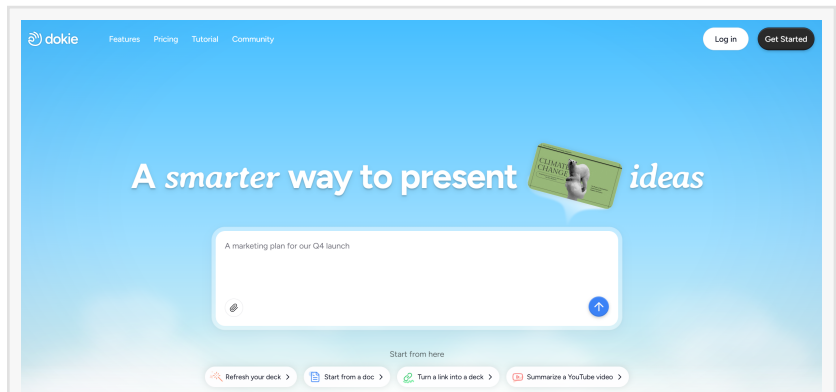 dokie Features Pricing Tutorial Community Log in Get Started
A smarter way to present ideas
CLIMATE
CHANGE
A marketing plan for our Q4 launch
Start from here
Refresh your deck Start from a doc Turn a link into a deck Summarize a YouTube video